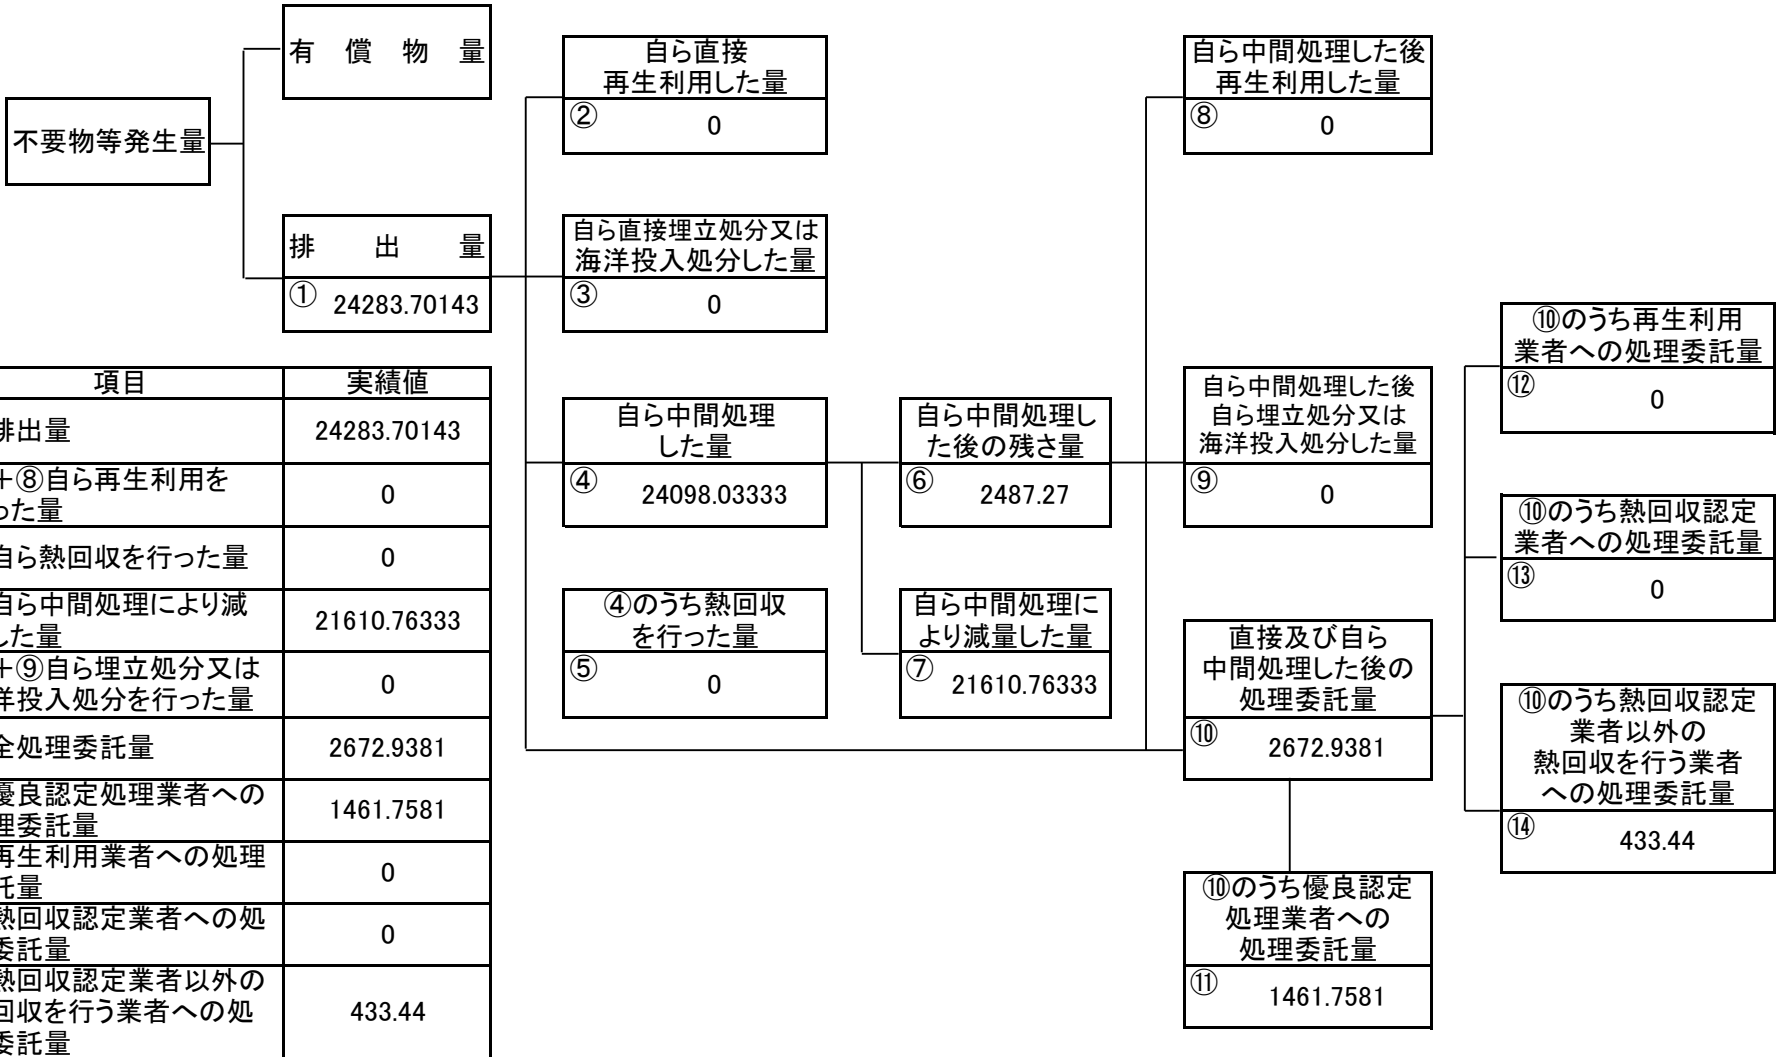 有償物量
不要物等発生量
排出量
① 24283.70143
自ら直接
再生利用した量
② 0
自ら直接埋立処分又は
海洋投入処分した量
③ 0
自ら中間処理
した量
④ 24098.03333
④のうち熱回収
を行った量
⑤ 0
自ら中間処理し
た後の残さ量
⑥ 2487.27
自ら中間処理に
より減量した量
⑦ 21610.76333
自ら中間処理した後
再生利用した量
⑧ 0
自ら中間処理した後
自ら埋立処分又は
海洋投入処分した量
⑨ 0
直接及び自ら
中間処理した後の
処理委託量
⑩ 2672.9381
⑩のうち優良認定
処理業者への
処理委託量
⑪ 1461.7581
⑩のうち再生利用
業者への処理委託量
⑫ 0
⑩のうち熱回収認定
業者への処理委託量
⑬ 0
⑩のうち熱回収認定
業者以外の
熱回収を行う業者
への処理委託量
⑭ 433.44
項目 実績値
排出量 24283.70143
+⑧自ら再生利用を
った量 0
自ら熱回収を行った量 0
自ら中間処理により減
した量 21610.76333
+⑨自ら埋立処分又は
洋投入処分を行った量 0
全処理委託量 2672.9381
優良認定処理業者への
理委託量 1461.7581
再生利用業者への処理
託量 0
熱回収認定業者への処
委託量 0
熱回収認定業者以外の
回収を行う業者への処
委託量 433.44